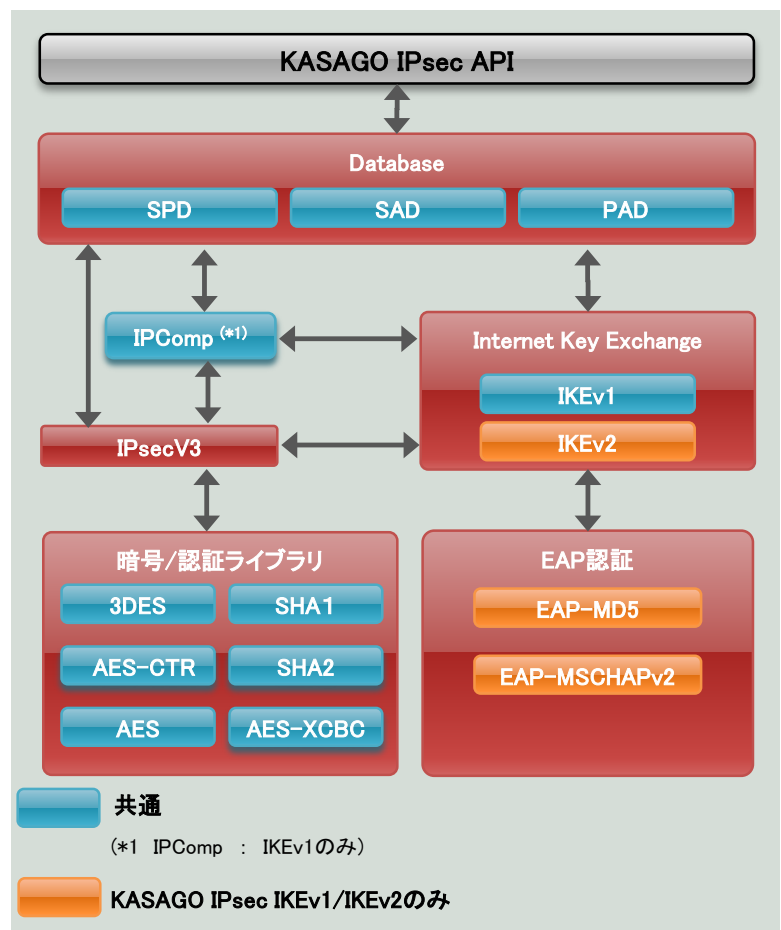 KASAGO IPsec API
Database
SPD
SAD
PAD
IPComp (*1)
Internet Key Exchange
IKEv1
IKEv2
IPsecV3
暗号/認証ライブラリ
3DES
SHA1
AES-CTR
SHA2
AES
AES-XCBC
EAP認証
EAP-MD5
EAP-MSCHAPv2
共通
(*1 IPComp : IKEv1のみ)
KASAGO IPsec IKEv1/IKEv2のみ